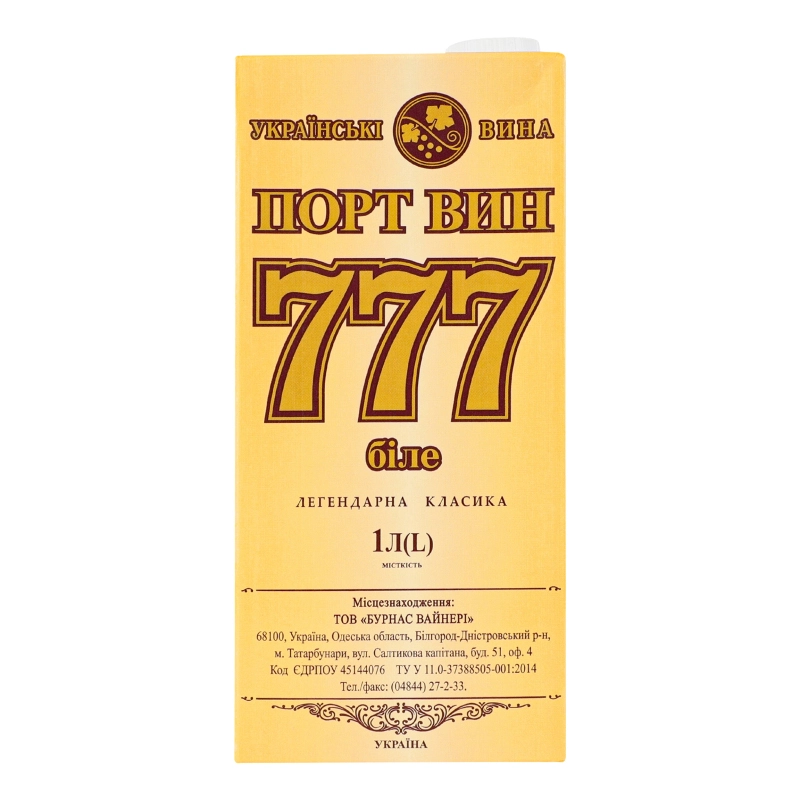 УКРАЇНСЬКІ ВИНА
ПОРТ ВИН
777
біле
ЛЕГЕНДАРНА КЛАСИКА
1Л(L)
МІСТКІСТЬ
Місцезнаходження:
ТОВ «БУРНАС ВАЙНЕРІ»
68100, Україна, Одеська область, Білгород-Дністровський р-н,
м. Татарбунари, вул. Салтикова капітана, буд. 51, оф. 4
Код ЄДРПОУ 45144076 ТУ У 11.0-37388505-001:2014
Тел./факс: (04844) 27-2-33.
УКРАЇНА